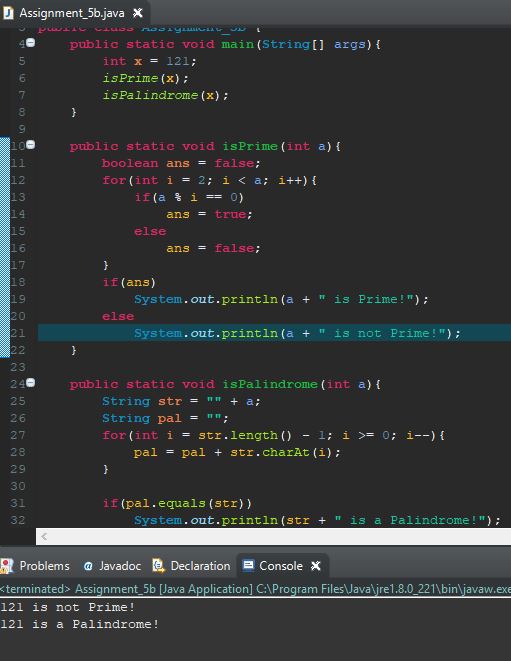 Assignment_5b.java
3 public class Assignment_5b {
4 public static void main(String[] args){
5 int x = 121;
6 isPrime(x);
7 isPalindrome(x);
8 }
9
10 public static void isPrime(int a){
11 boolean ans = false;
12 for(int i = 2; i < a; i++){
13 if(a % i == 0)
14 ans = true;
15 else
16 ans = false;
17 }
18 if(ans)
19 System.out.println(a + " is Prime!");
20 else
21 System.out.println(a + " is not Prime!");
22 }
23
24 public static void isPalindrome(int a){
25 String str = "" + a;
26 String pal = "";
27 for(int i = str.length() - 1; i >= 0; i--){
28 pal = pal + str.charAt(i);
29 }
30
31 if(pal.equals(str))
32 System.out.println(str + " is a Palindrome!");
Problems @ Javadoc Declaration Console
<terminated> Assignment_5b [Java Application] C:\Program Files\Java\jre1.8.0_221\bin\javaw.exe
121 is not Prime!
121 is a Palindrome!